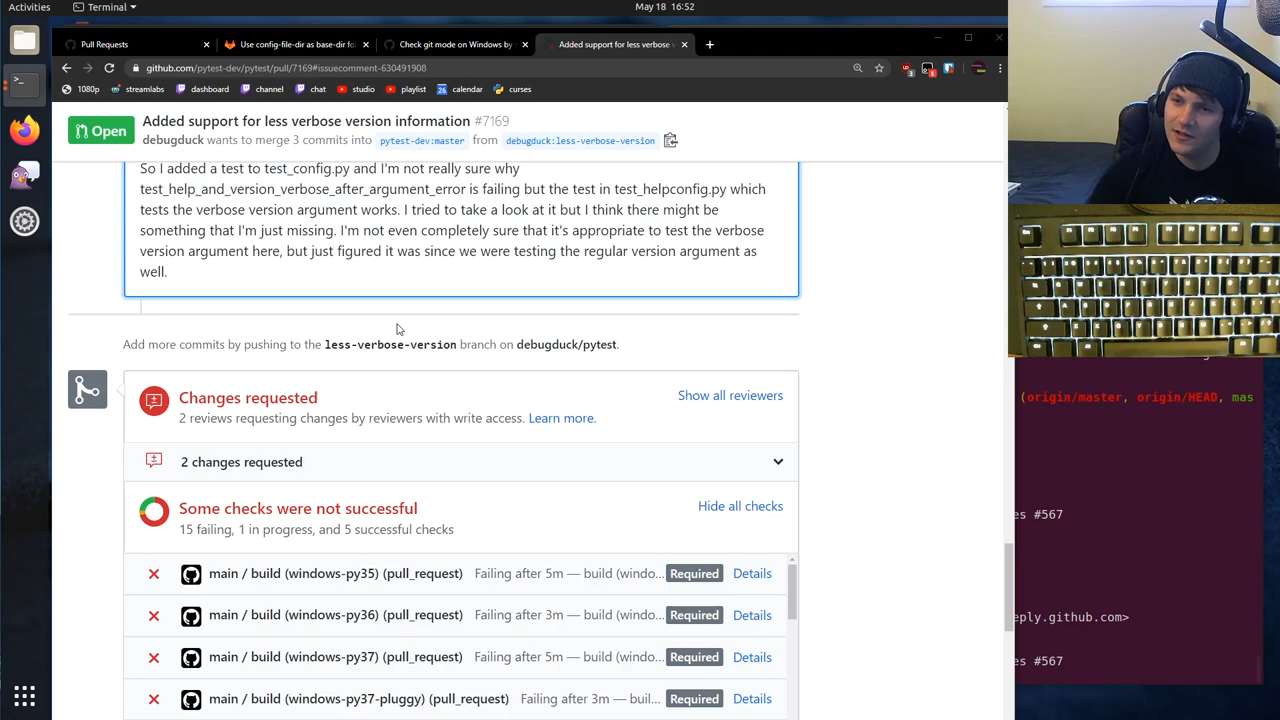 Activities
Terminal
May 18 16:52
Pull Requests
Use config-file-dir as base-dir fo
Check git mode on Windows by
Added support for less verbose v
github.com/pytest-dev/pytest/pull/7169#issuecomment-630491908
3
1
1080p
streamlabs
dashboard
channel
chat
studio
playlist
26 calendar
curses
Open
Added support for less verbose version information #7169
debugduck wants to merge 3 commits into pytest-dev:master from debugduck:less-verbose-version
So I added a test to test_config.py and I'm not really sure why
test_help_and_version_verbose_after_argument_error is failing but the test in test_helpconfig.py which
tests the verbose version argument works. I tried to take a look at it but I think there might be
something that I'm just missing. I'm not even completely sure that it's appropriate to test the verbose
version argument here, but just figured it was since we were testing the regular version argument as
well.
Add more commits by pushing to the less-verbose-version branch on debugduck/pytest.
Changes requested
Show all reviewers
2 reviews requesting changes by reviewers with write access. Learn more.
2 changes requested
Some checks were not successful
Hide all checks
15 failing, 1 in progress, and 5 successful checks
main / build (windows-py35) (pull_request) Failing after 5m — build (windo... Required Details
main / build (windows-py36) (pull_request) Failing after 3m — build (windo... Required Details
main / build (windows-py37) (pull_request) Failing after 5m — build (windo... Required Details
main / build (windows-py37-pluggy) (pull_request) Failing after 3m — buil... Required Details
(origin/master, origin/HEAD, mas
es #567
eply.github.com>
es #567